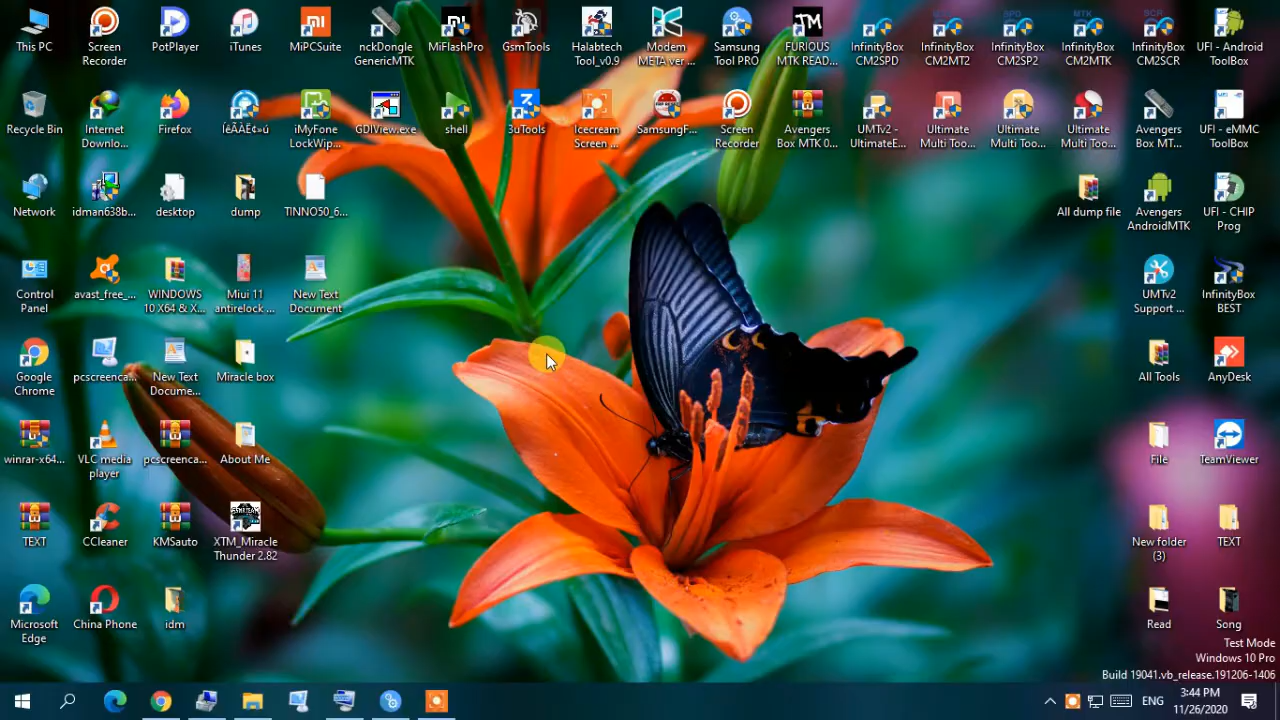 This PC
Screen
Recorder
PotPlayer
iTunes
MiPCSuite
nckDongle
GenericMTK
MiFlashPro
GsmTools
Halabtech
Tool_v0.9
Modem
META ver ...
Samsung
Tool PRO
FURIOUS
MTK READ...
InfinityBox
CM2SPD
InfinityBox
CM2MT2
InfinityBox
CM2SP2
InfinityBox
CM2MTK
InfinityBox
CM2SCR
UFI - Android
ToolBox
Recycle Bin
Internet
Downlo...
Firefox
ÍêÃÀË¢»ú
iMyFone
LockWip...
GDIView.exe
shell
3uTools
Icecream
Screen ...
SamsungF...
Screen
Recorder
Avengers
Box MTK 0...
UMTv2 -
UltimateE...
Ultimate
Multi Too...
Ultimate
Multi Too...
Ultimate
Multi Too...
Avengers
Box MT...
UFI - eMMC
ToolBox
Network
idman638b...
desktop
dump
TINNO50_6...
All dump file
Avengers
AndroidMTK
UFI - CHIP
Prog
Control
Panel
avast_free_...
WINDOWS
10 X64 & X...
Miui 11
antirelock ...
New Text
Document
UMTv2
Support ...
InfinityBox
BEST
Google
Chrome
pcscreenca...
New Text
Docume...
Miracle box
All Tools
AnyDesk
winrar-x64...
VLC media
player
pcscreenca...
About Me
File
TeamViewer
TEXT
CCleaner
KMSauto
XTM_Miracle
Thunder 2.82
New folder
(3)
TEXT
Microsoft
Edge
China Phone
idm
Read
Song
Test Mode
Windows 10 Pro
Build 19041.vb_release.191206-1406
ENG
3:44 PM
11/26/2020